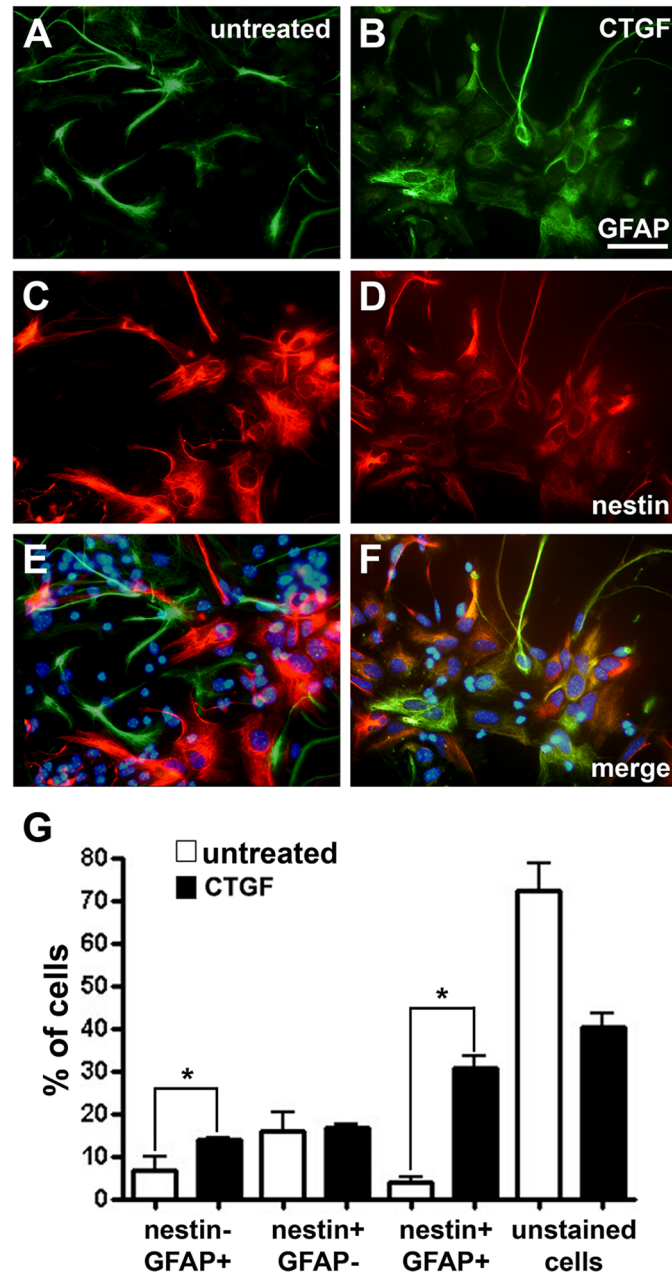 A untreated
B CTGF
GFAP
C
D
nestin
E
F
merge
G
untreated
CTGF
% of cells
80
70
60
50
40
30
20
10
0
*
*
nestin- nestin+ nestin+ unstained
GFAP+ GFAP- GFAP+ cells